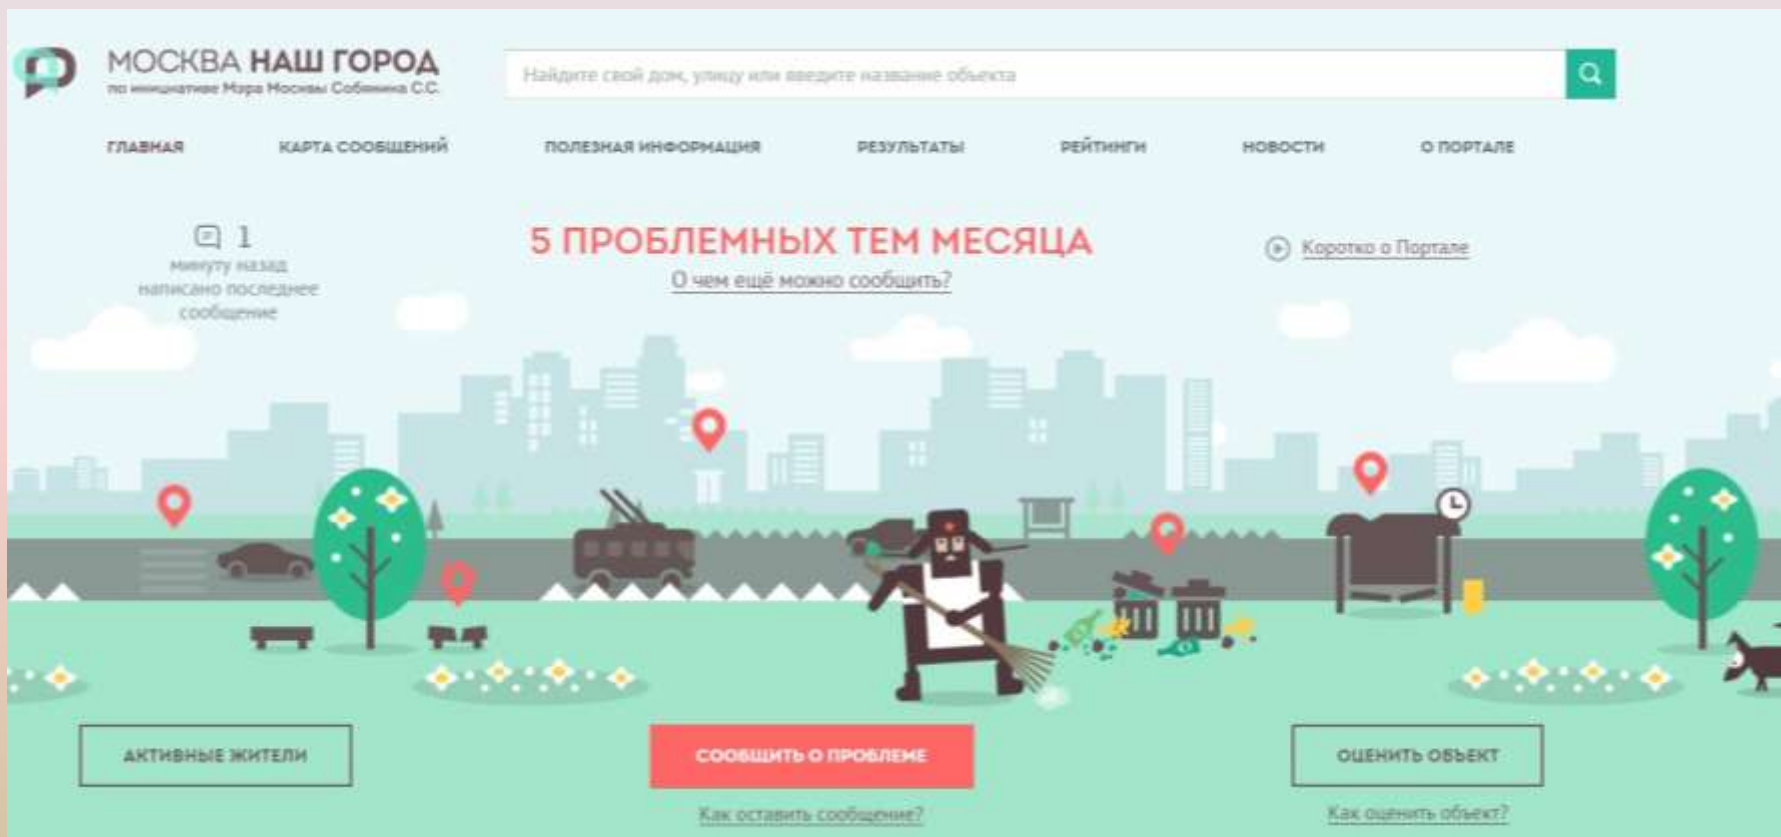 МОСКВА НАШ ГОРОД
по инициативе Мэра Москвы Собянина С.С.
Найдите свой дом, улицу или введите название объекта
ГЛАВНАЯ
КАРТА СООБЩЕНИЙ
ПОЛЕЗНАЯ ИНФОРМАЦИЯ
РЕЗУЛЬТАТЫ
РЕЙТИНГИ
НОВОСТИ
О ПОРТАЛЕ
1
минуту назад
написано последнее
сообщение
5 ПРОБЛЕМНЫХ ТЕМ МЕСЯЦА
О чем ещё можно сообщить?
Коротко о Портале
АКТИВНЫЕ ЖИТЕЛИ
СООБЩИТЬ О ПРОБЛЕМЕ
Как оставить сообщение?
ОЦЕНИТЬ ОБЪЕКТ
Как оценить объект?